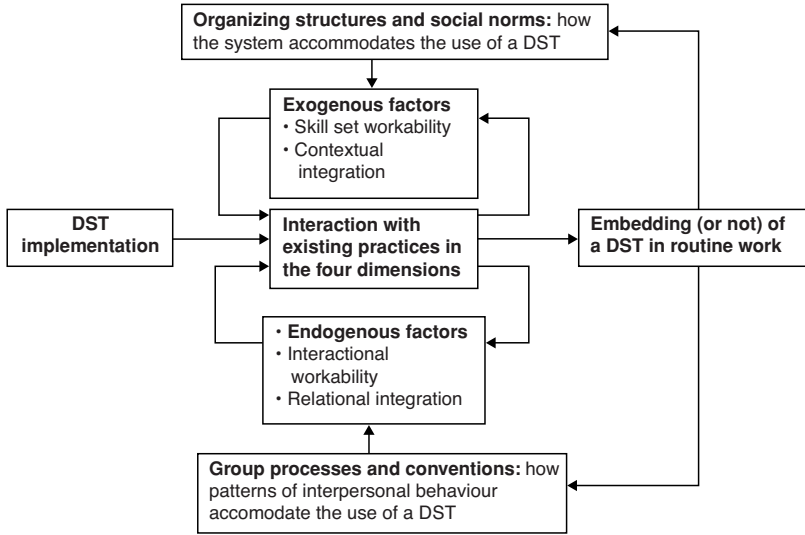 Organizing structures and social norms: how
the system accommodates the use of a DST
Exogenous factors
• Skill set workability
• Contextual
integration
DST
implementation
Interaction with
existing practices in
the four dimensions
Embedding (or not) of
a DST in routine work
• Endogenous factors
• Interactional
workability
• Relational integration
Group processes and conventions: how
patterns of interpersonal behaviour
accomodate the use of a DST